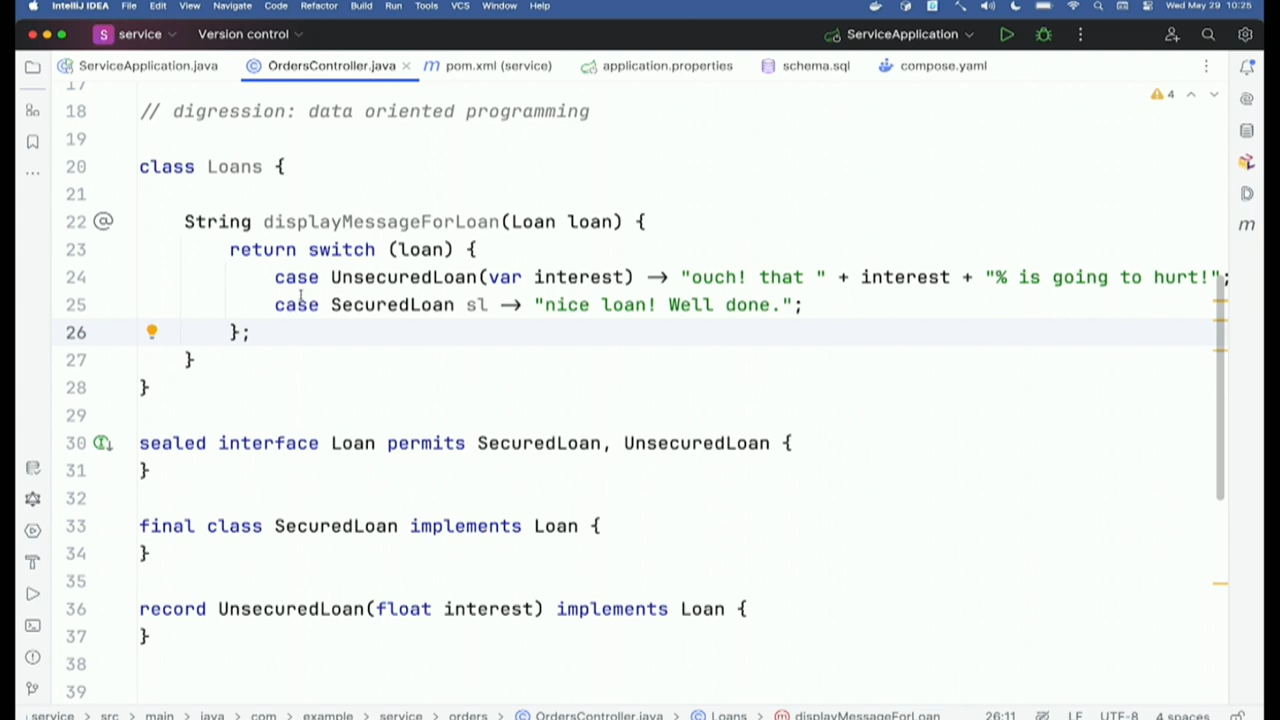 IntelliJ IDEA File Edit View Navigate Code Refactor Build Run Tools VCS Window Help Wed May 29 10:25
S service Version control ServiceApplication
ServiceApplication.java OrdersController.java × m pom.xml (service) application.properties schema.sql compose.yaml
17
18 // digression: data oriented programming 4
19
20 class Loans {
21
22 String displayMessageForLoan(Loan loan) {
23 return switch (loan) {
24 case UnsecuredLoan(var interest) -> "ouch! that " + interest + "% is going to hurt!";
25 case SecuredLoan sl -> "nice loan! Well done.";
26 };
27 }
28 }
29
30 sealed interface Loan permits SecuredLoan, UnsecuredLoan {
31 }
32
33 final class SecuredLoan implements Loan {
34 }
35
36 record UnsecuredLoan(float interest) implements Loan {
37 }
38
39
service > src > main > java > com > example > service > orders > OrdersController.java > Loans > displayMessageForLoan 26:11 LF UTF-8 4 spaces